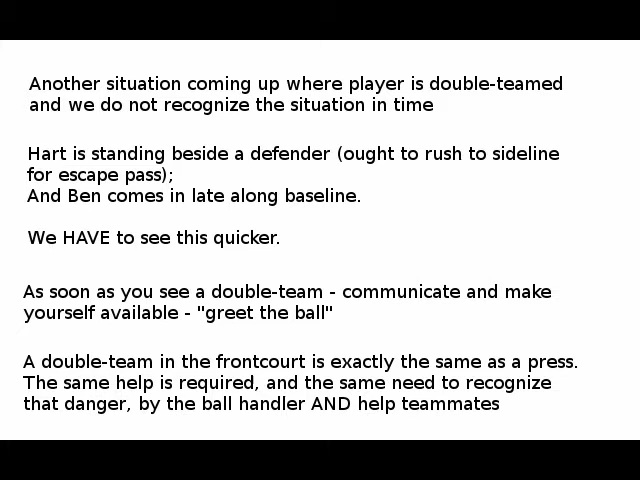 Another situation coming up where player is double-teamed
and we do not recognize the situation in time
Hart is standing beside a defender (ought to rush to sideline
for escape pass);
And Ben comes in late along baseline.
We HAVE to see this quicker.
As soon as you see a double-team - communicate and make
yourself available - "greet the ball"
A double-team in the frontcourt is exactly the same as a press.
The same help is required, and the same need to recognize
that danger, by the ball handler AND help teammates